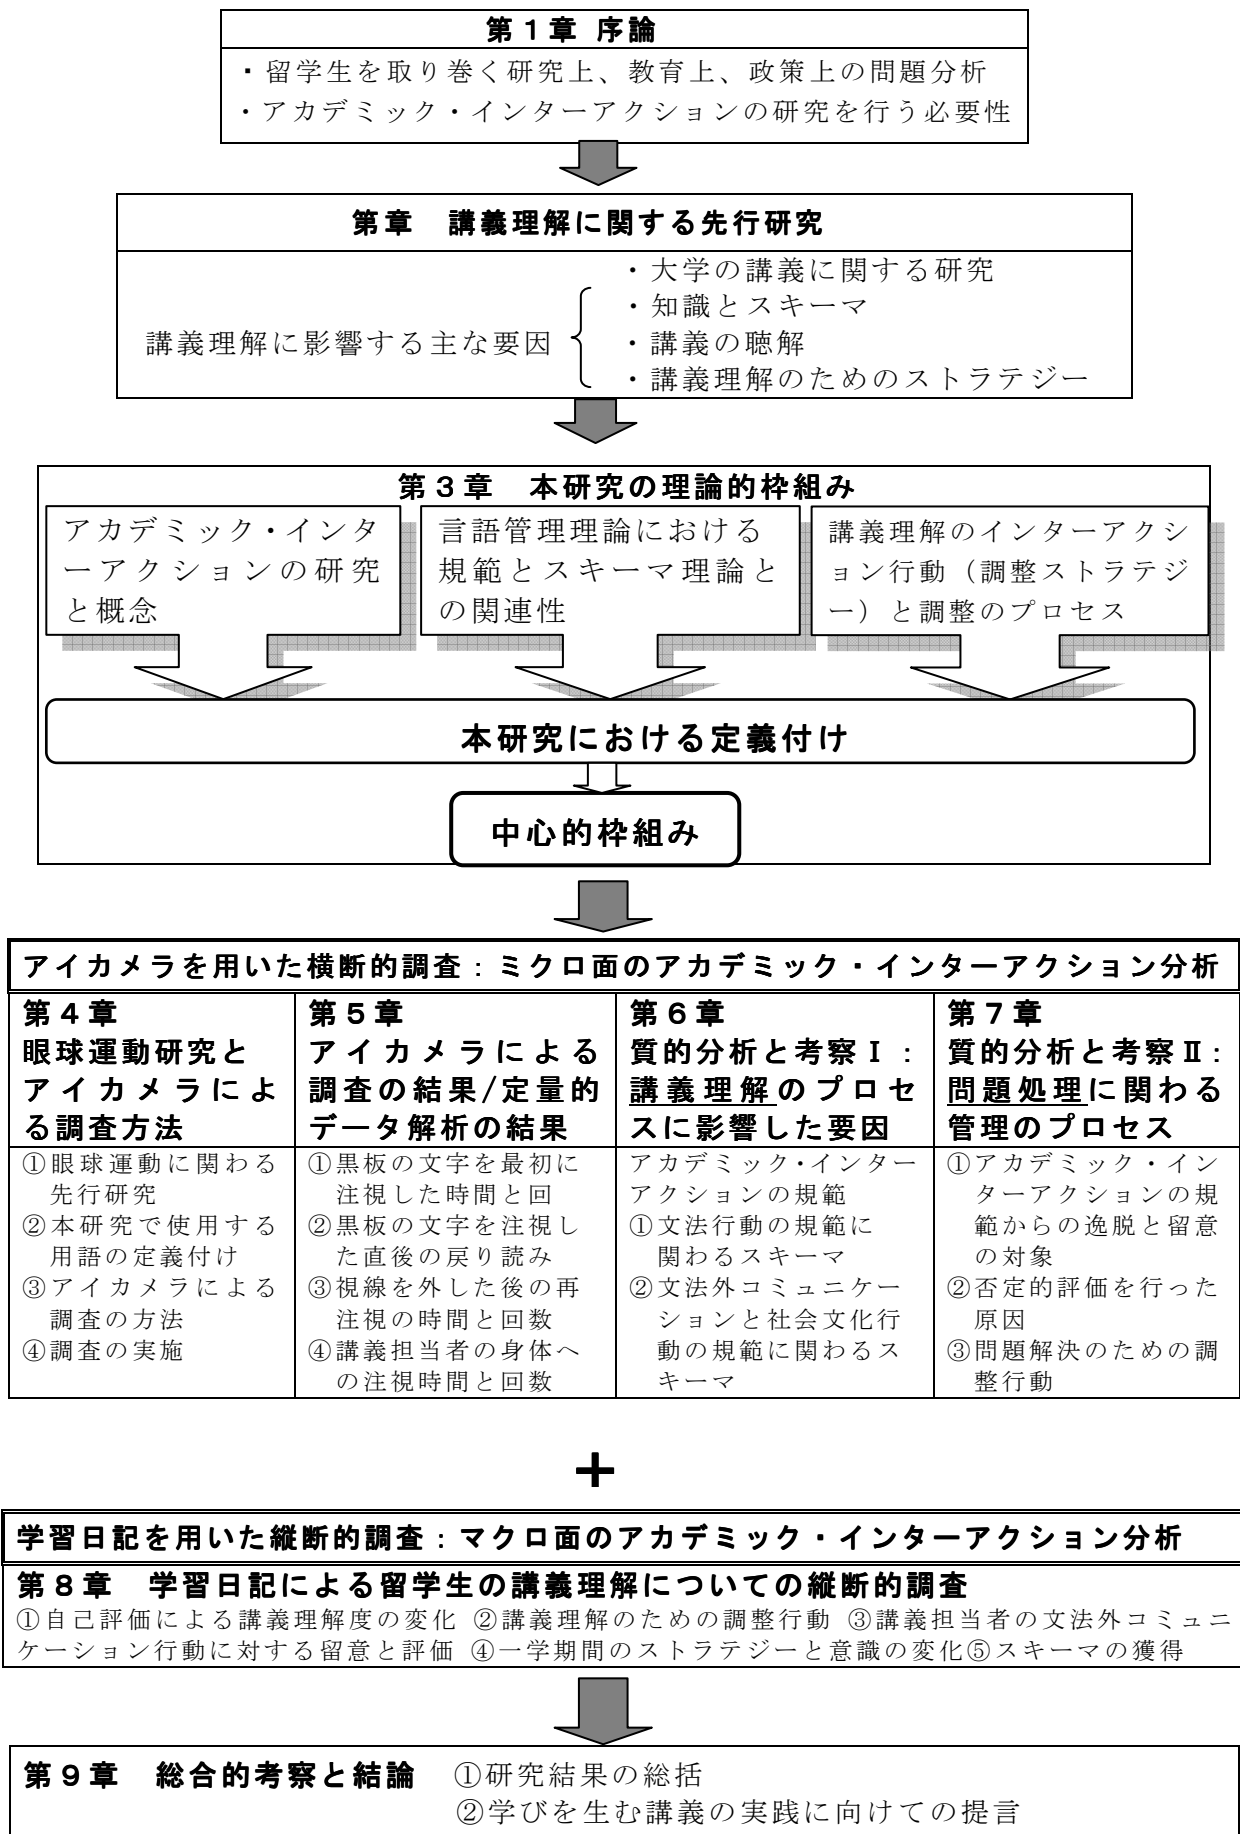 第１章 序論
・留学生を取り巻く研究上、教育上、政策上の問題分析
・アカデミック・インターアクションの研究を行う必要性
第章　講義理解に関する先行研究
・大学の講義に関する研究
・知識とスキーマ
講義理解に影響する主な要因
・講義の聴解
・講義理解のためのストラテジー
第３章　本研究の理論的枠組み
アカデミック・インタ
ーアクションの研究
と概念
言語管理理論における
規範とスキーマ理論と
の関連性
講義理解のインターアクシ
ョン行動（調整ストラテジ
ー）と調整のプロセス
本研究における定義付け
中心的枠組み
アイカメラを用いた横断的調査：ミクロ面のアカデミック・インターアクション分析
第４章
眼球運動研究と
アイカメラによ
る調査方法
①眼球運動に関わる
先行研究
②本研究で使用する
用語の定義付け
③アイカメラによる
調査の方法
④調査の実施
第５章
アイカメラによる
調査の結果/定量的
データ解析の結果
①黒板の文字を最初に
注視した時間と回
②黒板の文字を注視し
た直後の戻り読み
③視線を外した後の再
注視の時間と回数
④講義担当者の身体へ
の注視時間と回数
第６章
質的分析と考察Ⅰ：
講義理解のプロセ
スに影響した要因
アカデミック・インター
アクションの規範
①文法行動の規範に
関わるスキーマ
②文法外コミュニケー
ションと社会文化行
動の規範に関わるス
キーマ
第７章
質的分析と考察Ⅱ：
問題処理に関わる
管理のプロセス
①アカデミック・イン
ターアクションの規
範からの逸脱と留意
の対象
②否定的評価を行った
原因
③問題解決のための調
整行動
＋
学習日記を用いた縦断的調査：マクロ面のアカデミック・インターアクション分析
第８章　学習日記による留学生の講義理解についての縦断的調査
①自己評価による講義理解度の変化 ②講義理解のための調整行動 ③講義担当者の文法外コミュニ
ケーション行動に対する留意と評価 ④一学期間のストラテジーと意識の変化⑤スキーマの獲得
第９章　総合的考察と結論　①研究結果の総括
②学びを生む講義の実践に向けての提言